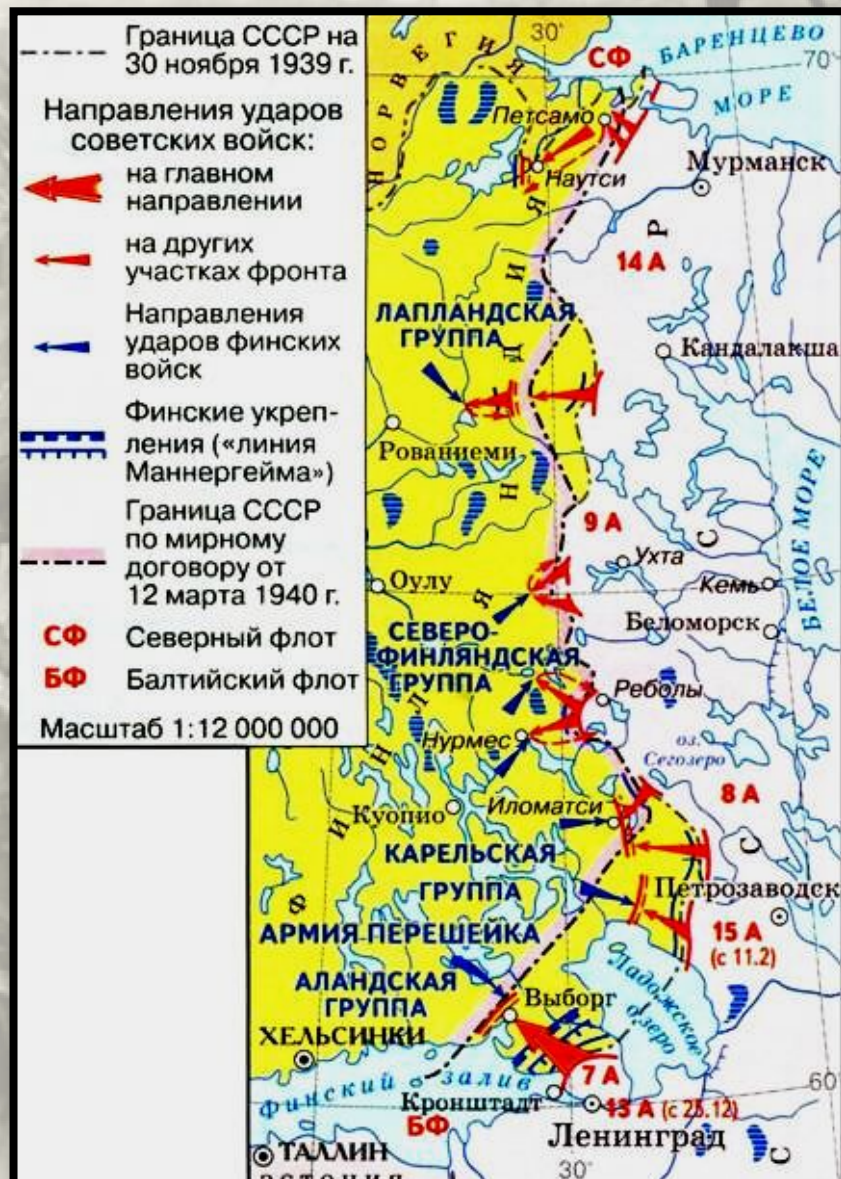 Граница СССР на
30 ноября 1939 г.
Направления ударов
советских войск:
на главном
направлении
на других
участках фронта
Направления
ударов финских
войск
Финские укреп-
ления («линия
Маннергейма»)
Граница СССР
по мирному
договору от
12 марта 1940 г.
СФ Северный флот
БФ Балтийский флот
Масштаб 1:12 000 000
30°
СФ
БАРЕНЦЕВО
70°
МОРЕ
НОРВЕГИЯ
Петсамо
Мурманск
Наутси
14 А
ЛАПЛАНДСКАЯ
ГРУППА
Кандалакша
Рованиеми
БЕЛОЕ МОРЕ
9 А
Ухта
Оулу
Кемь
Беломорск
СЕВЕРО-
ФИНЛЯНДСКАЯ
ГРУППА
Реболы
Нурмес
оз.
Сегозеро
8 А
Иломатси
Куопио
КАРЕЛЬСКАЯ
ГРУППА
Петрозаводск
15 А
(с 11.2)
АРМИЯ ПЕРЕШЕЙКА
АЛАНДСКАЯ
ГРУППА
Ладожское
озеро
Выборг
ХЕЛЬСИНКИ
7 А
60°
Финский залив
Кронштадт
13 А (с 25.12)
БФ
Ленинград
ТАЛЛИН
ЭСТОНИЯ
30°
ФИНЛЯНДИЯ
СССР